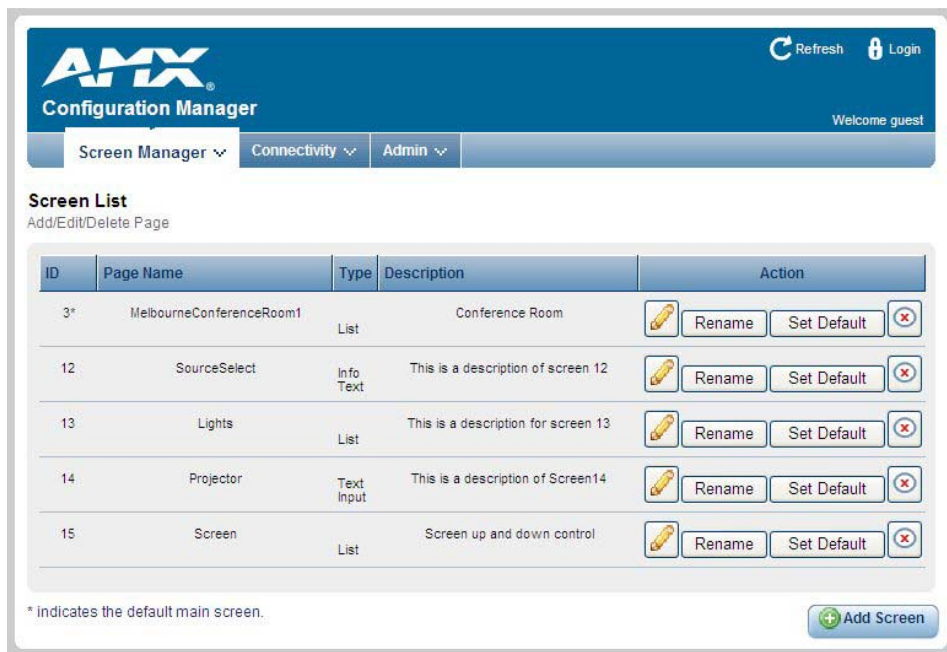 AMX®
Refresh Login
Configuration Manager
Welcome guest
Screen Manager Connectivity Admin
Screen List
Add/Edit/Delete Page
ID Page Name Type Description Action
3* MelbourneConferenceRoom1 List Conference Room Rename Set Default
12 SourceSelect Info Text This is a description of screen 12 Rename Set Default
13 Lights List This is a description for screen 13 Rename Set Default
14 Projector Text Input This is a description of Screen14 Rename Set Default
15 Screen List Screen up and down control Rename Set Default
* indicates the default main screen.
Add Screen